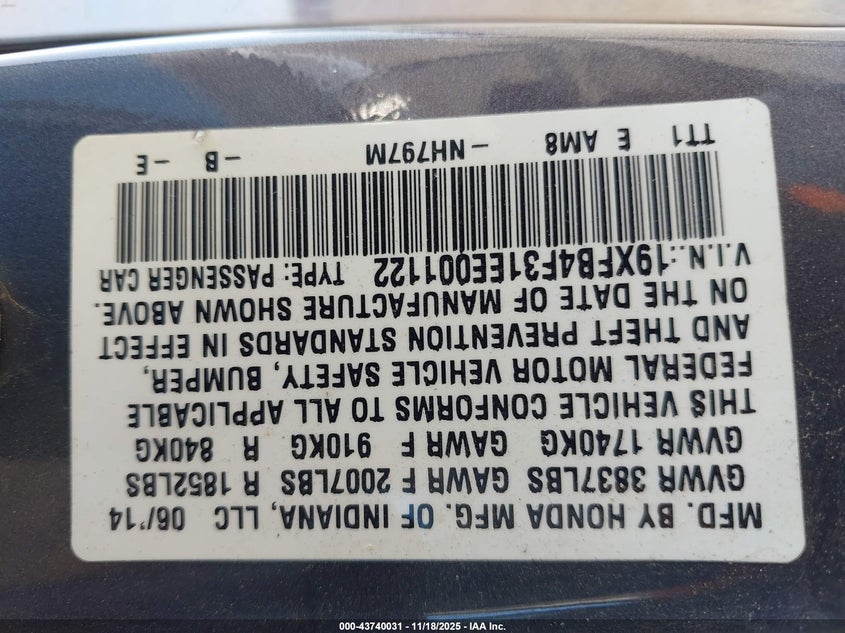 MFD. BY HONDA MFG. OF INDIANA, LLC 06/'14
GVWR 3837LBS GAWR F 2007LBS R 1852LBS
GVWR 1740KG GAWR F 910KG R 840KG
THIS VEHICLE CONFORMS TO ALL APPLICABLE
FEDERAL MOTOR VEHICLE SAFETY, BUMPER,
AND THEFT PREVENTION STANDARDS IN EFFECT
ON THE DATE OF MANUFACTURE SHOWN ABOVE.
V.I.N.:19XFB4F31EE001122 TYPE: PASSENGER CAR
TT1 E AM8 - NH797M - B - E
000-43740031 - 11/18/2025 - IAA Inc.